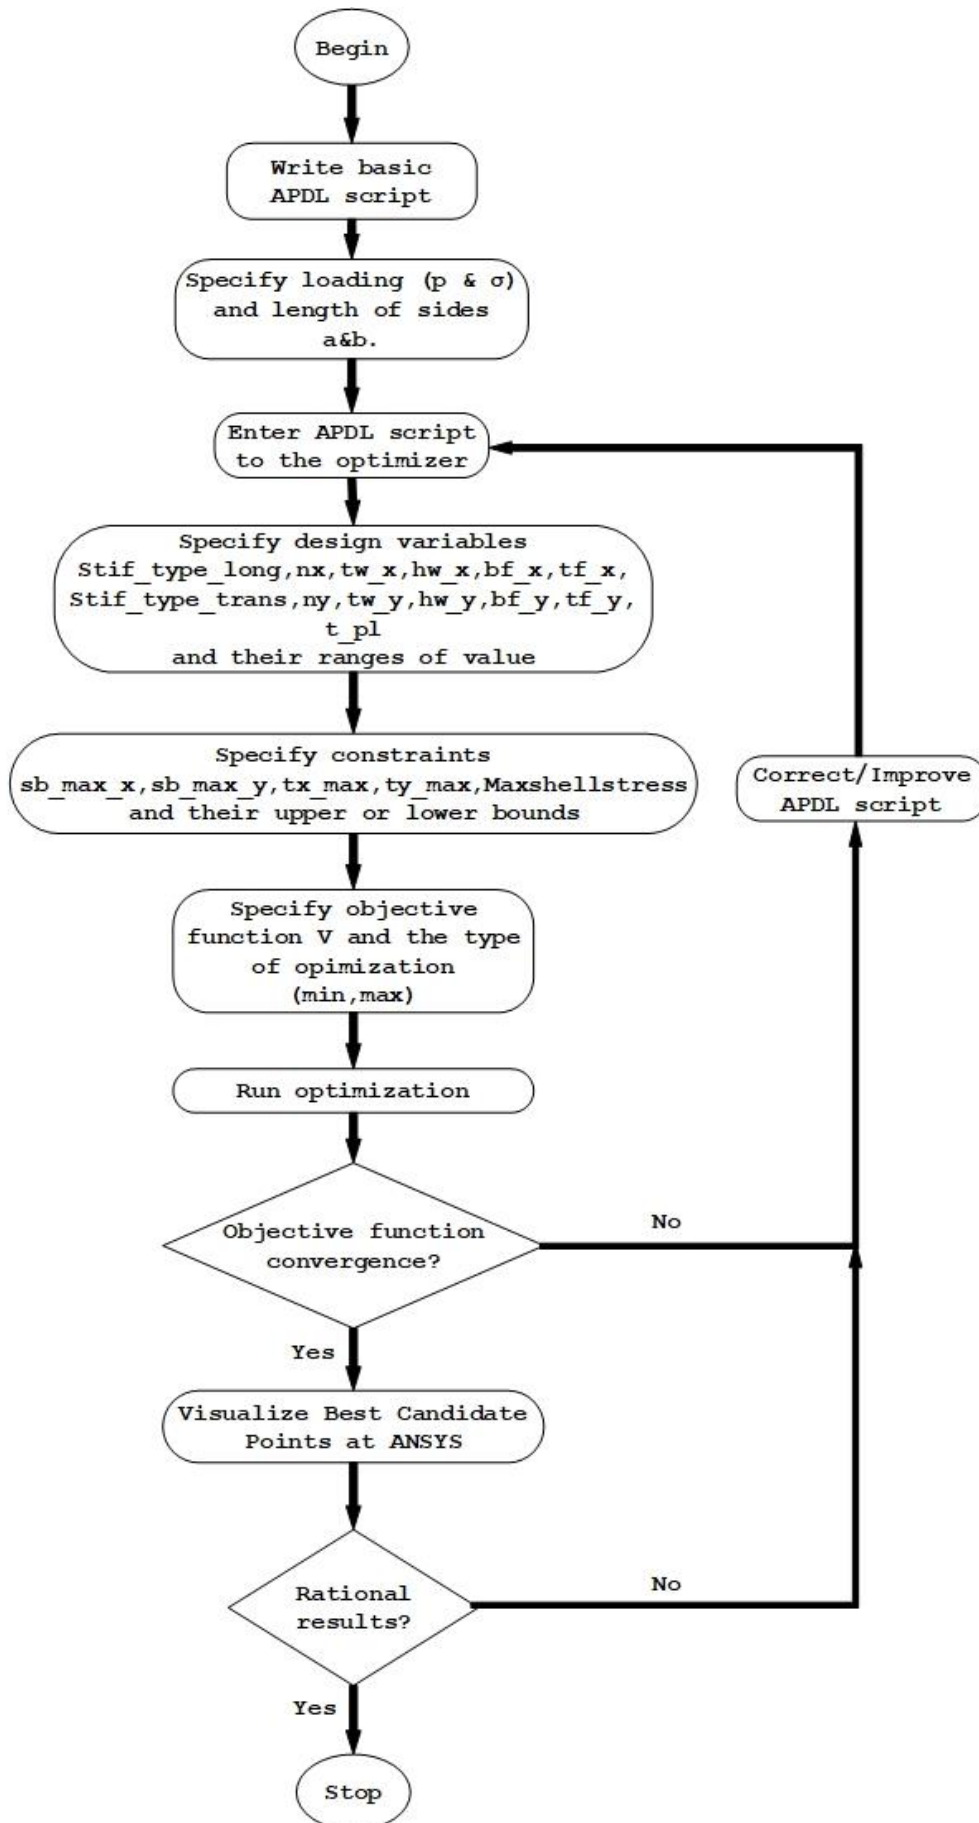 Begin
Write basic
APDL script
Specify loading (p & σ)
and length of sides
a&b.
Enter APDL script
to the optimizer
Specify design variables
Stif_type_long,nx,tw_x,hw_x,bf_x,tf_x,
Stif_type_trans,ny,tw_y,hw_y,bf_y,tf_y,
t_pl
and their ranges of value
Specify constraints
sb_max_x,sb_max_y,tx_max,ty_max,Maxshellstress
and their upper or lower bounds
Correct/Improve
APDL script
Specify objective
function V and the type
of opimization
(min,max)
Run optimization
Objective function
convergence?
No
Yes
Visualize Best Candidate
Points at ANSYS
Rational
results?
No
Yes
Stop